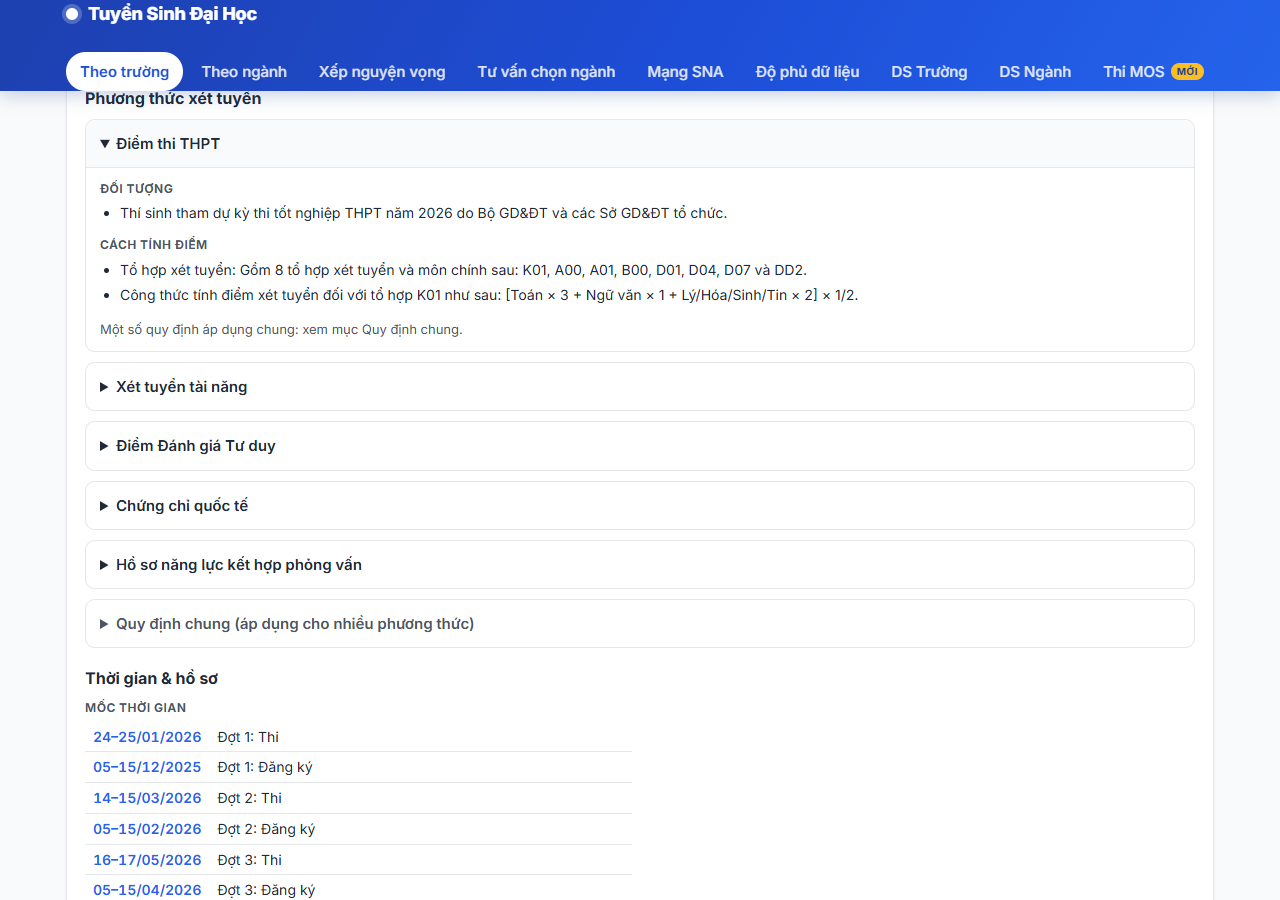 Tuyển Sinh Đại Học
Theo trường
Theo ngành
Xếp nguyện vọng
Tư vấn chọn ngành
Mạng SNA
Độ phủ dữ liệu
DS Trường
DS Ngành
Thi MOS MỚI
Phương thức xét tuyển
Điểm thi THPT
ĐỐI TƯỢNG
Thí sinh tham dự kỳ thi tốt nghiệp THPT năm 2026 do Bộ GD&ĐT và các Sở GD&ĐT tổ chức.
CÁCH TÍNH ĐIỂM
Tổ hợp xét tuyển: Gồm 8 tổ hợp xét tuyển và môn chính sau: K01, A00, A01, B00, D01, D04, D07 và DD2.
Công thức tính điểm xét tuyển đối với tổ hợp K01 như sau: [Toán × 3 + Ngữ văn × 1 + Lý/Hóa/Sinh/Tin × 2] × 1/2.
Một số quy định áp dụng chung: xem mục Quy định chung.
Xét tuyển tài năng
Điểm Đánh giá Tư duy
Chứng chỉ quốc tế
Hồ sơ năng lực kết hợp phỏng vấn
Quy định chung (áp dụng cho nhiều phương thức)
Thời gian & hồ sơ
MỐC THỜI GIAN
24–25/01/2026 Đợt 1: Thi
05–15/12/2025 Đợt 1: Đăng ký
14–15/03/2026 Đợt 2: Thi
05–15/02/2026 Đợt 2: Đăng ký
16–17/05/2026 Đợt 3: Thi
05–15/04/2026 Đợt 3: Đăng ký